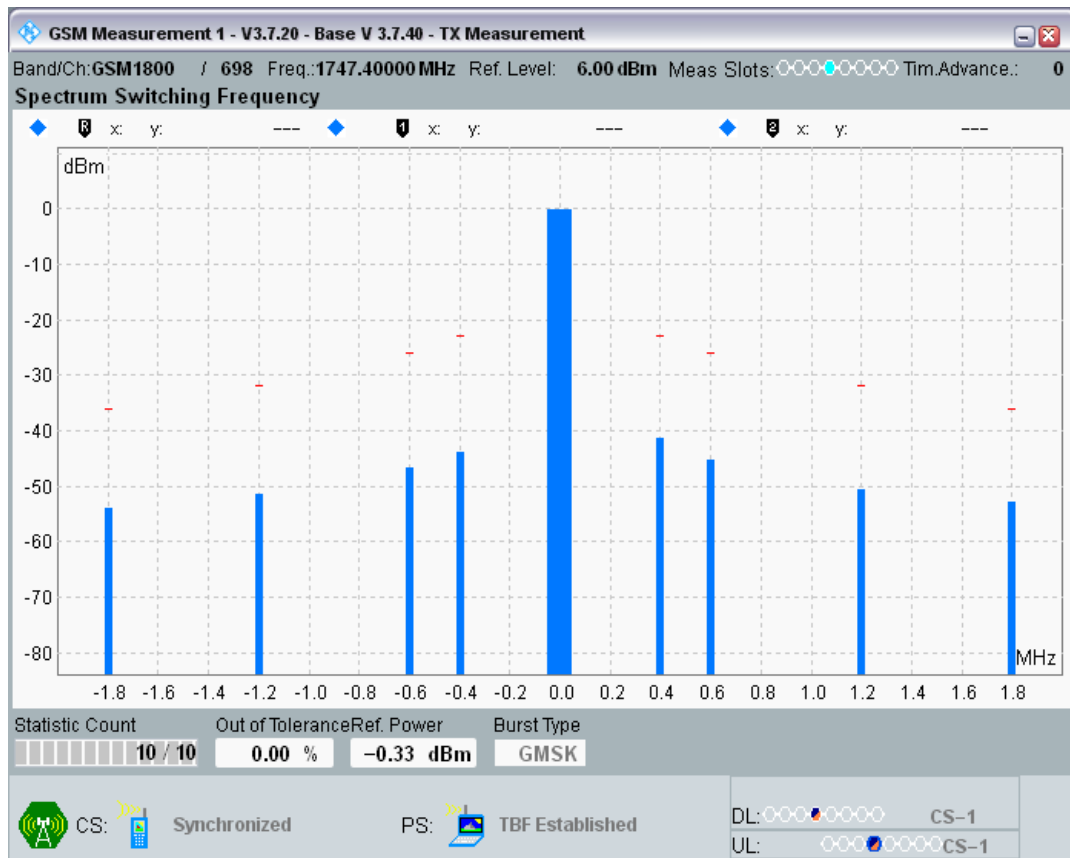 GSM Measurement 1 - V3.7.20 - Base V 3.7.40 - TX Measurement
Band/Ch:GSM1800 / 698 Freq.:1747.40000 MHz Ref. Level: 6.00 dBm Meas Slots: Tim.Advance.: 0
Spectrum Switching Frequency
R x: y: --- 1 x: y: --- 2 x: y: ---
dBm
0
-10
-20
-30
-40
-50
-60
-70
-80
MHz
-1.8 -1.6 -1.4 -1.2 -1.0 -0.8 -0.6 -0.4 -0.2 0.0 0.2 0.4 0.6 0.8 1.0 1.2 1.4 1.6 1.8
Statistic Count Out of Tolerance Ref. Power Burst Type
10 / 10 0.00 % −0.33 dBm GMSK
CS: Synchronized PS: TBF Established
DL: CS−1
UL: CS−1